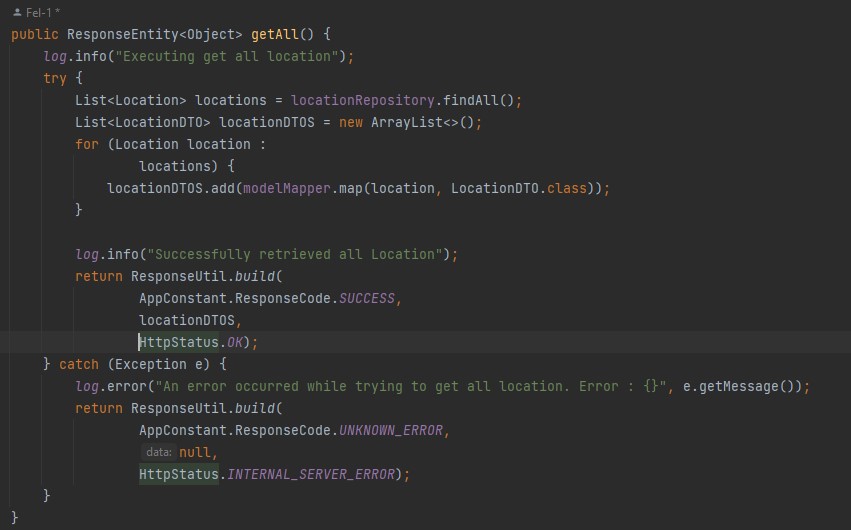 Fel-1 *
public ResponseEntity<Object> getAll() {
    log.info("Executing get all location");
    try {
        List<Location> locations = locationRepository.findAll();
        List<LocationDTO> locationDTOS = new ArrayList<>();
        for (Location location :
                locations) {
            locationDTOS.add(modelMapper.map(location, LocationDTO.class));
        }

        log.info("Successfully retrieved all Location");
        return ResponseUtil.build(
                AppConstant.ResponseCode.SUCCESS,
                locationDTOS,
                HttpStatus.OK);
    } catch (Exception e) {
        log.error("An error occurred while trying to get all location. Error : {}", e.getMessage());
        return ResponseUtil.build(
                AppConstant.ResponseCode.UNKNOWN_ERROR,
                data: null,
                HttpStatus.INTERNAL_SERVER_ERROR);
    }
}